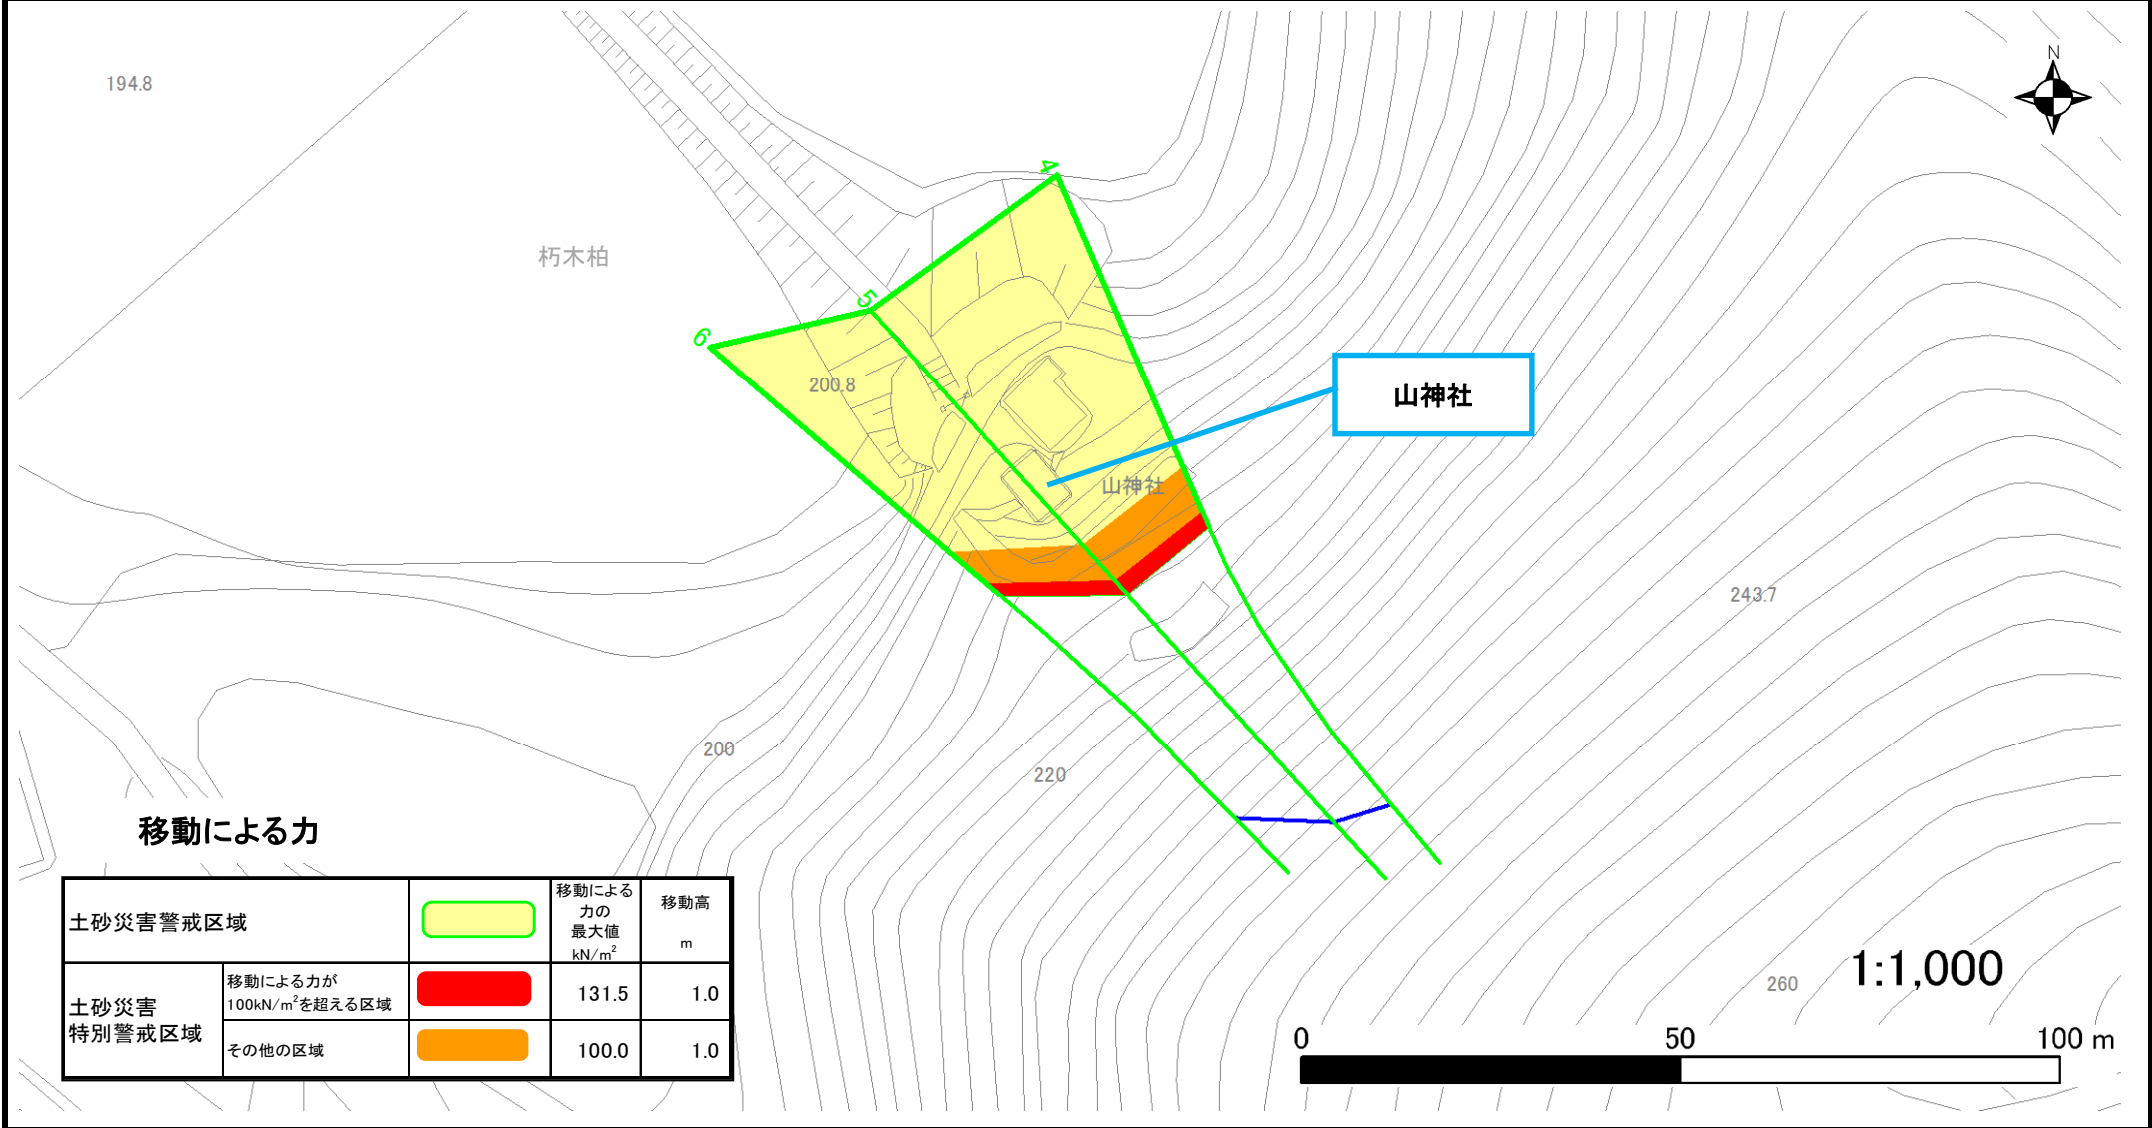 194.8
N
4
朽木柏
5
6
200.8
山神社
山神社
243.7
200
220
移動による力
土砂災害警戒区域
移動による
力の
最大値
kN/m²
移動高
m
土砂災害
特別警戒区域
移動による力が
100kN/m²を超える区域
131.5
1.0
その他の区域
100.0
1.0
260
1:1,000
0
50
100 m